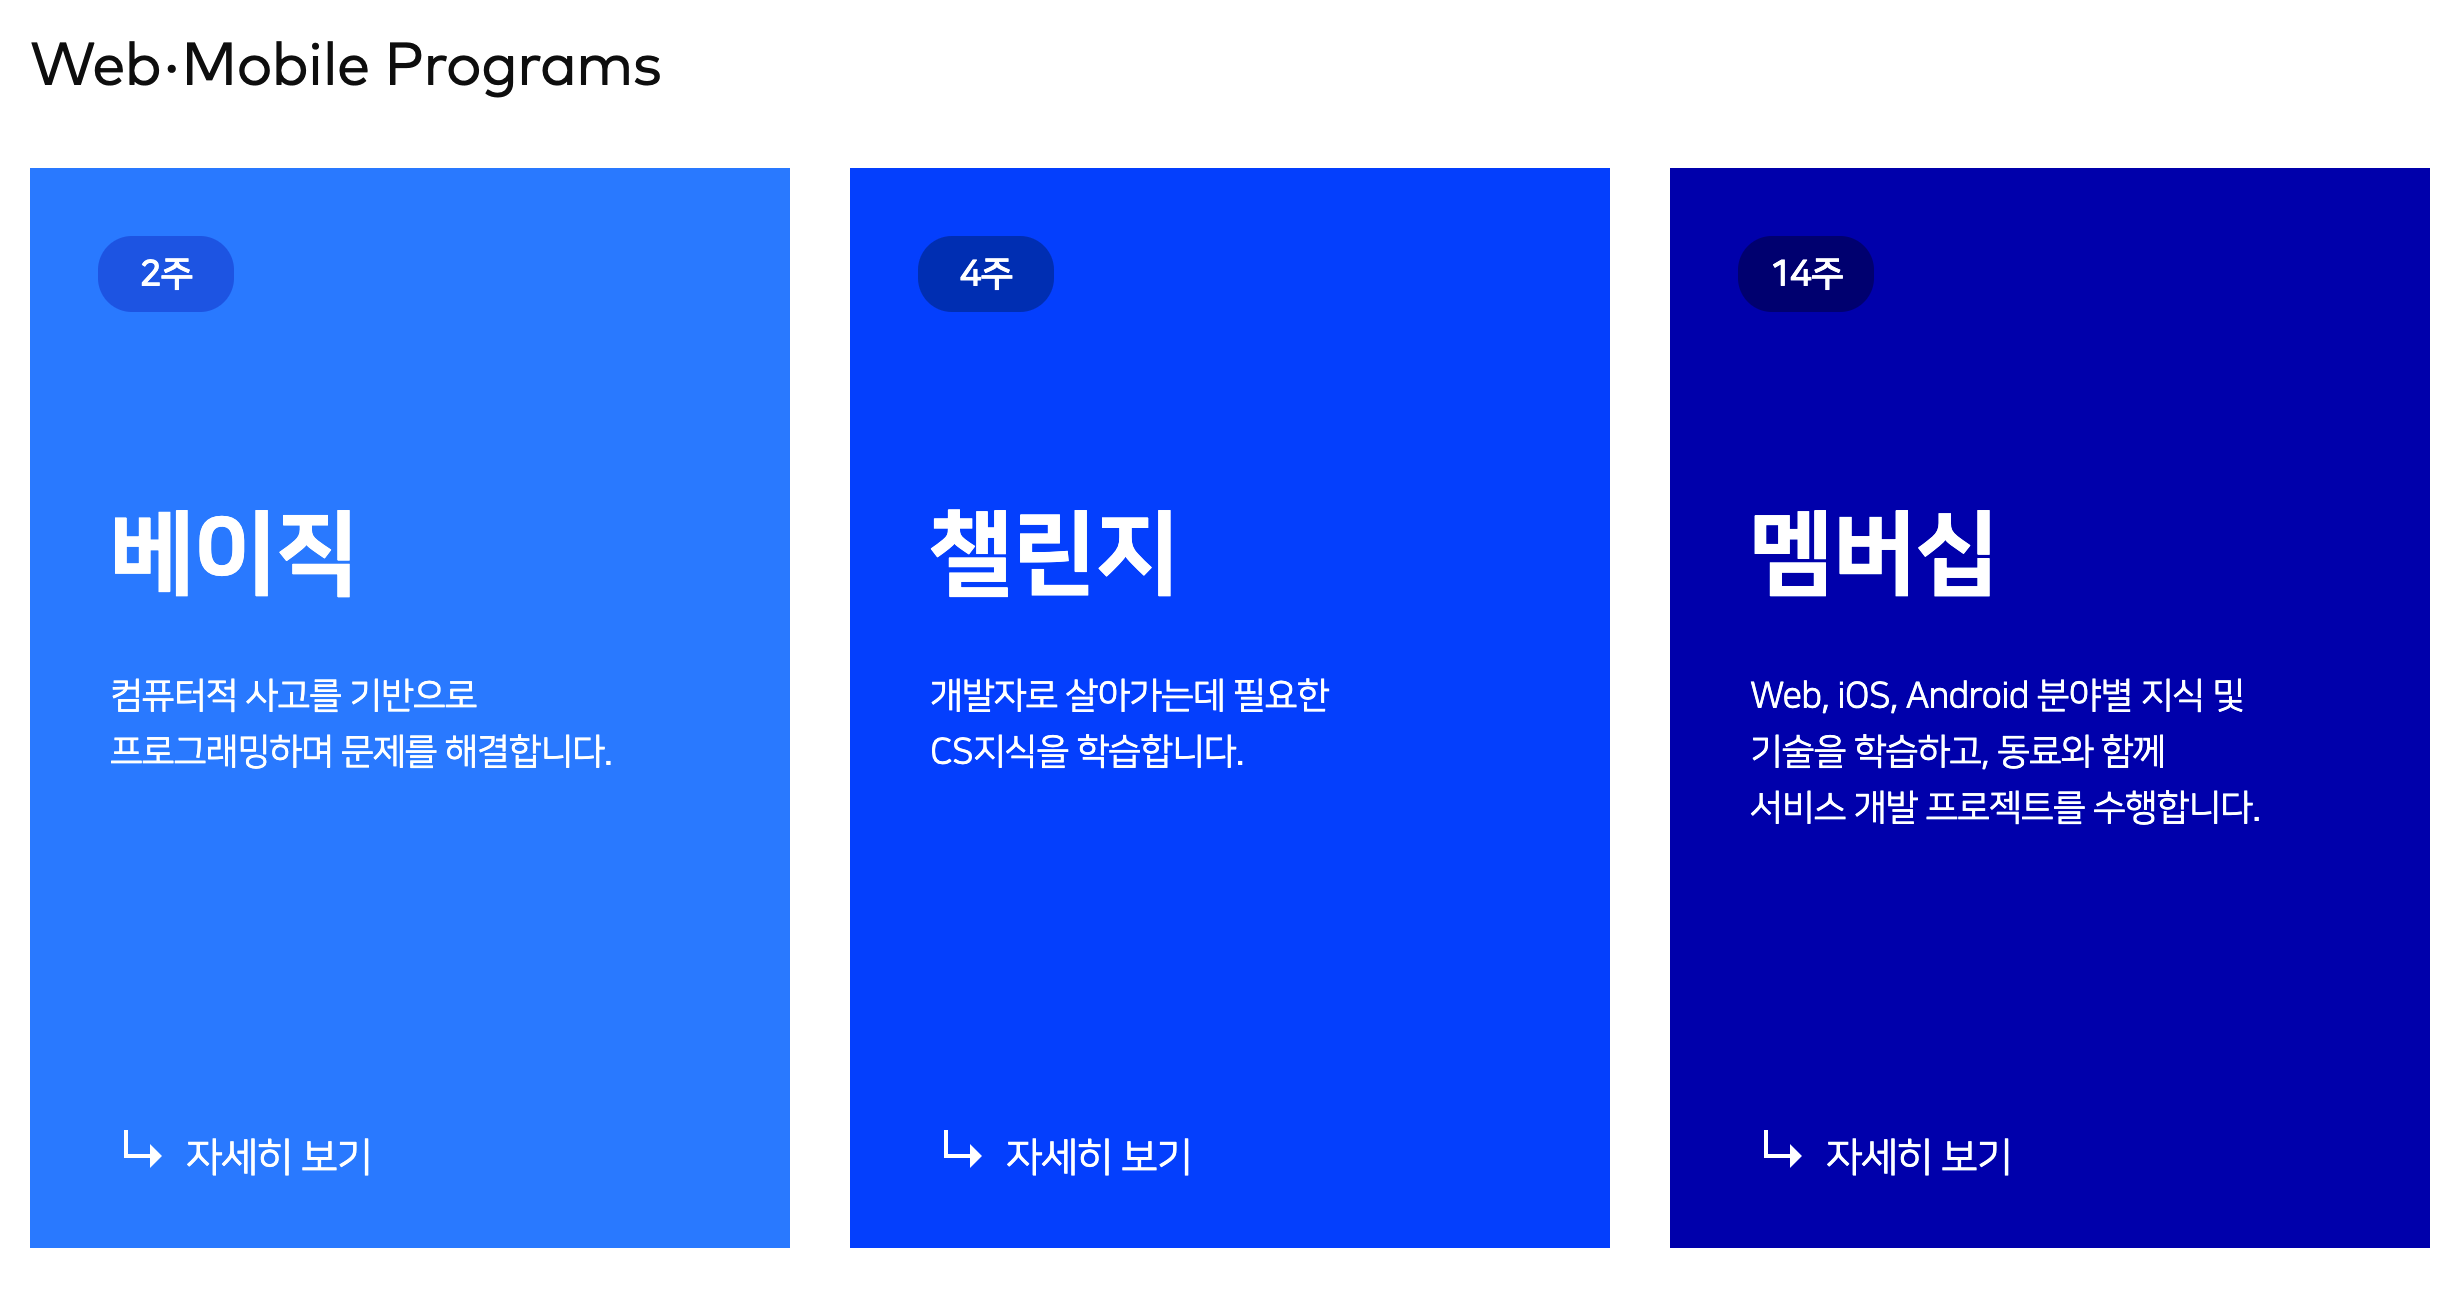 Web·Mobile Programs
2주
베이직
컴퓨터적 사고를 기반으로
프로그래밍하며 문제를 해결합니다.
자세히 보기
4주
챌린지
개발자로 살아가는데 필요한
CS지식을 학습합니다.
자세히 보기
14주
멤버십
Web, iOS, Android 분야별 지식 및
기술을 학습하고, 동료와 함께
서비스 개발 프로젝트를 수행합니다.
자세히 보기